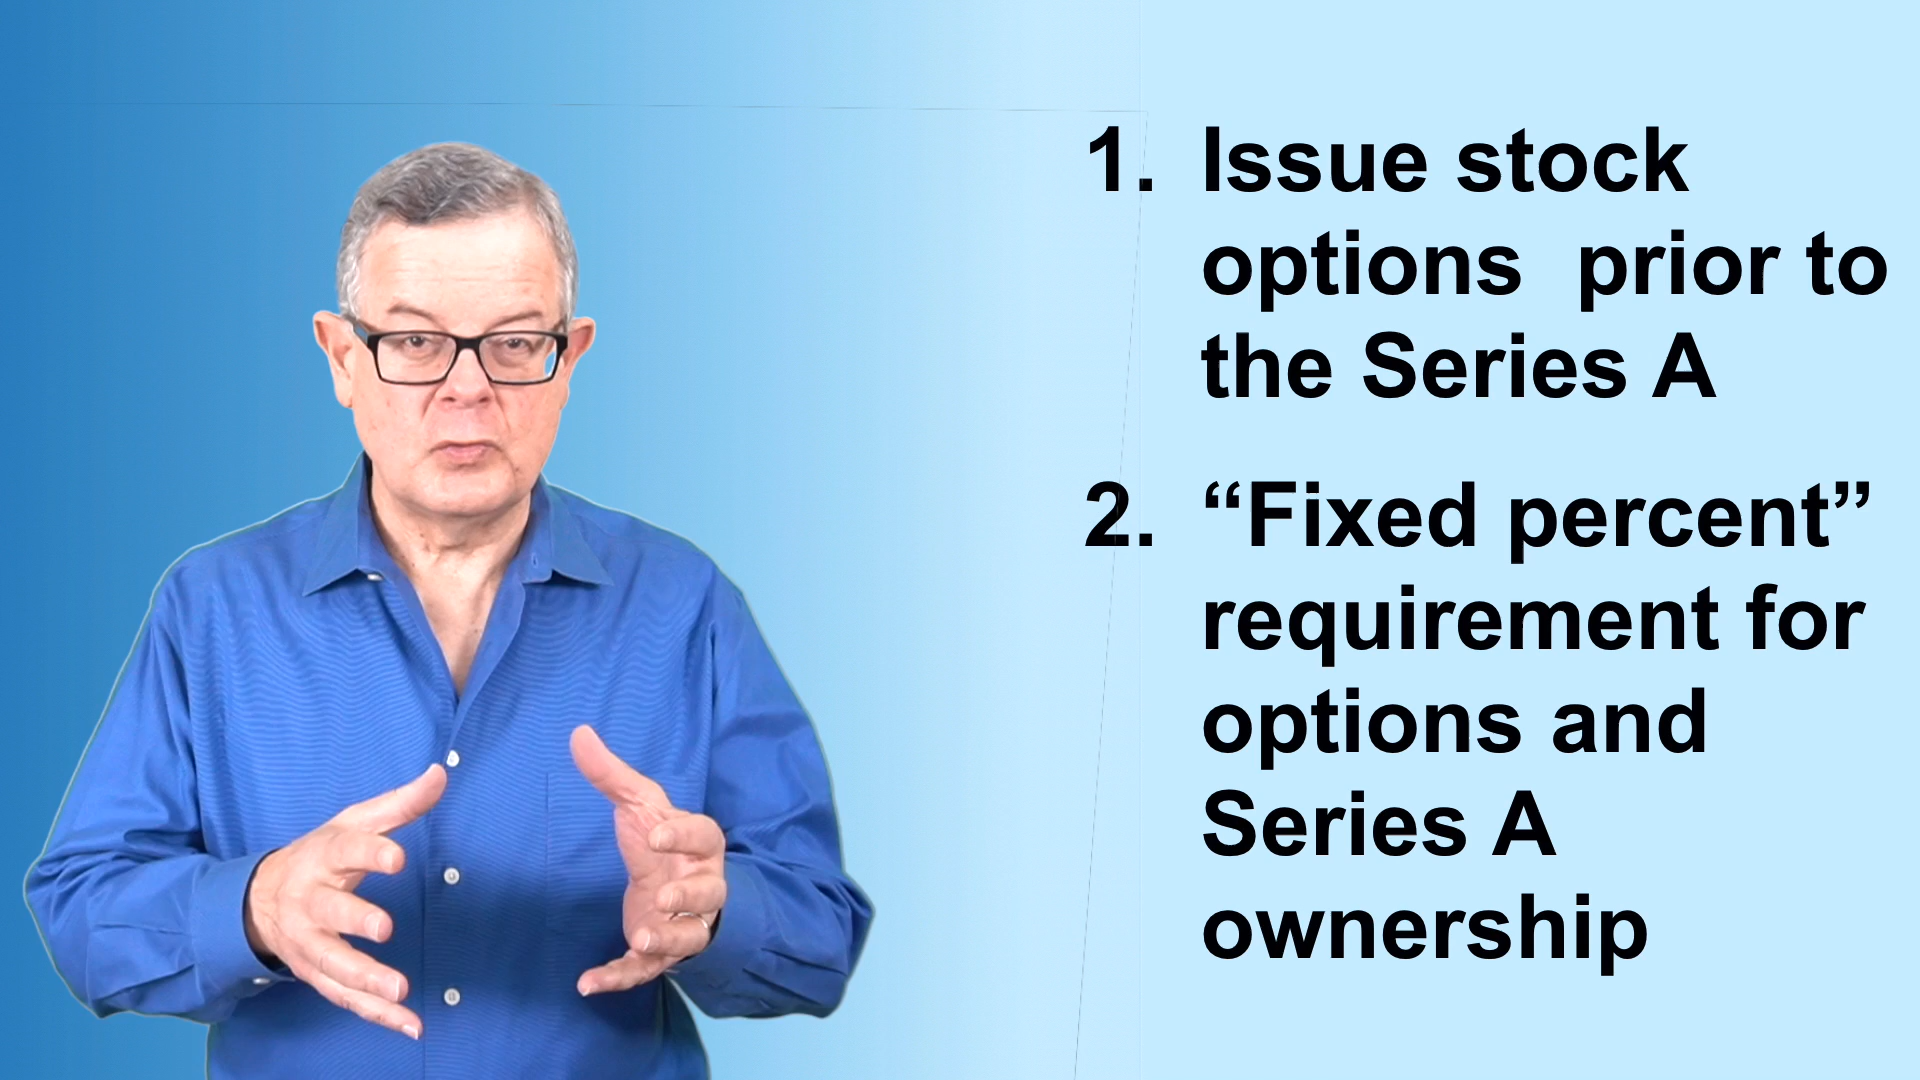 1. Issue stock
options  prior to
the Series A
2. “Fixed percent”
requirement for
options and
Series A
ownership